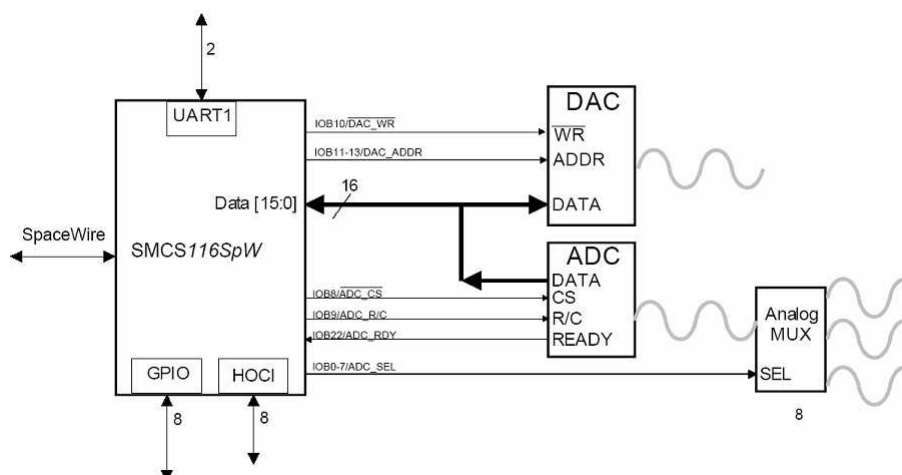 2
UART1
DAC
IOB10/DAC_WR
WR
IOB11-13/DAC_ADDR
ADDR
16
Data [15:0]
DATA
SpaceWire
SMCS116SpW
ADC
DATA
IOB8/ADC_CS
CS
IOB9/ADC_R/C
R/C
Analog
MUX
IOB22/ADC_RDY
READY
GPIO
HOCI
IOB0-7/ADC_SEL
SEL
8
8
8